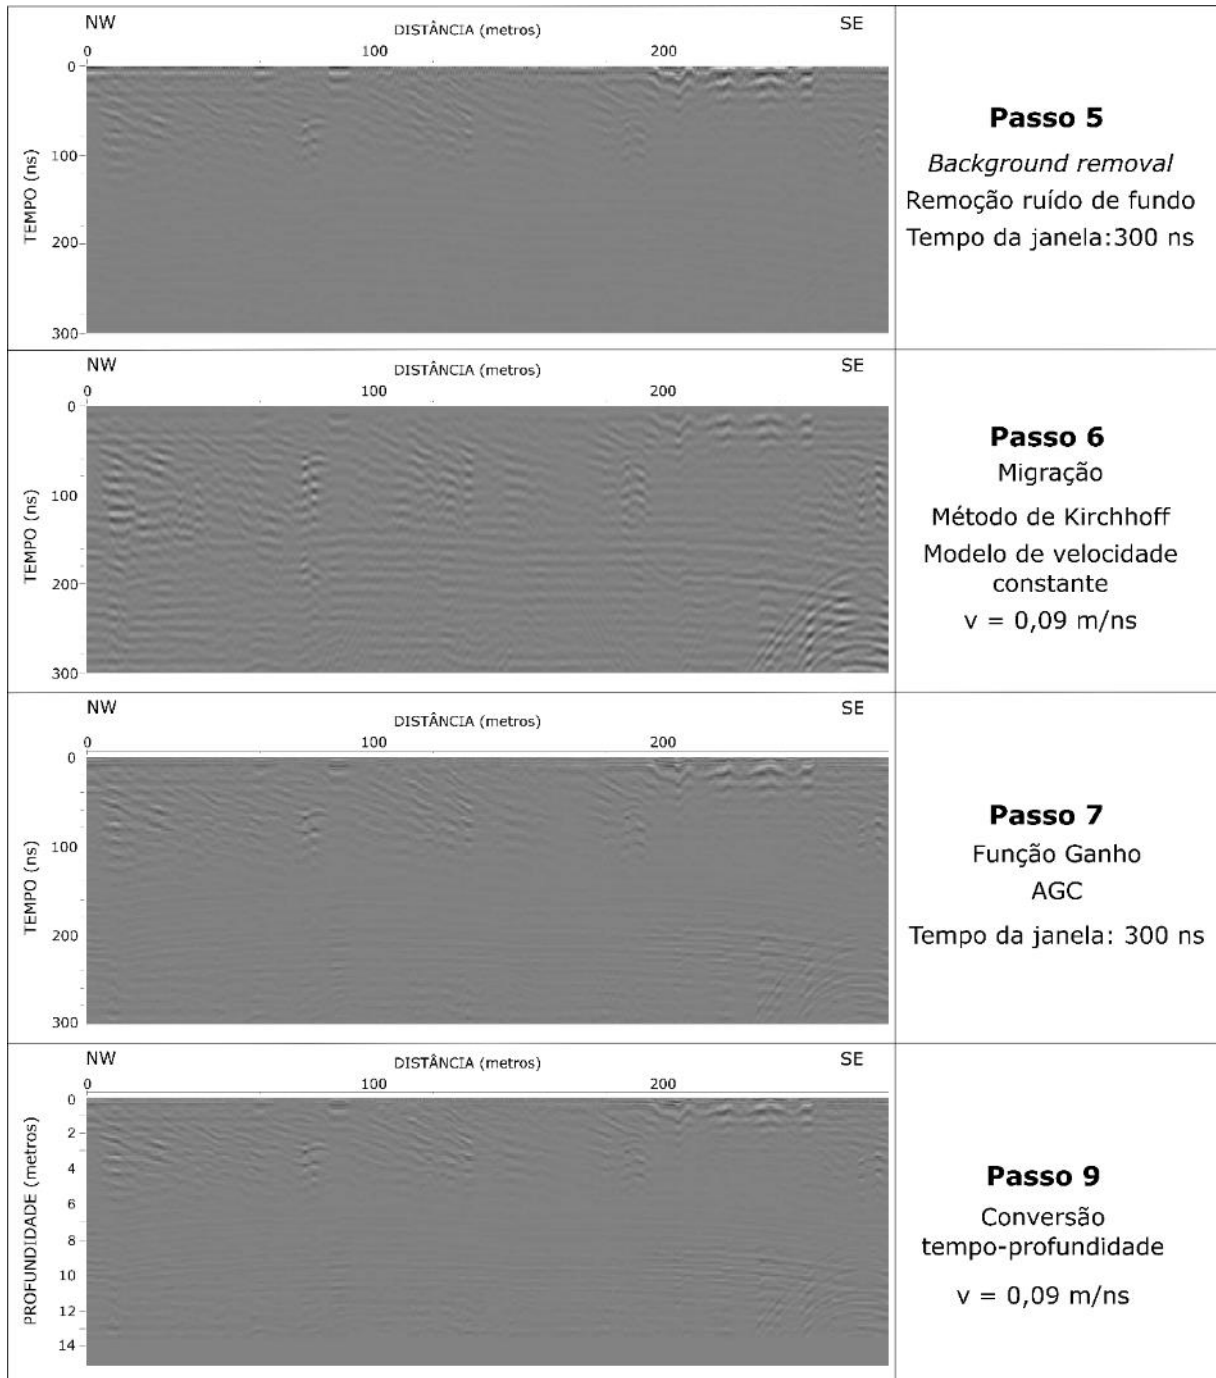 NW
DISTÂNCIA (metros)
SE
0
100
200
0
100
200
300
TEMPO (ns)
Passo 5
Background removal
Remoção ruído de fundo
Tempo da janela:300 ns
NW
DISTÂNCIA (metros)
SE
0
100
200
0
100
200
300
TEMPO (ns)
Passo 6
Migração
Método de Kirchhoff
Modelo de velocidade
constante
v = 0,09 m/ns
NW
DISTÂNCIA (metros)
SE
0
100
200
0
100
200
300
TEMPO (ns)
Passo 7
Função Ganho
AGC
Tempo da janela: 300 ns
NW
DISTÂNCIA (metros)
SE
0
100
200
0
2
4
6
8
10
12
14
PROFUNDIDADE (metros)
Passo 9
Conversão
tempo-profundidade
v = 0,09 m/ns